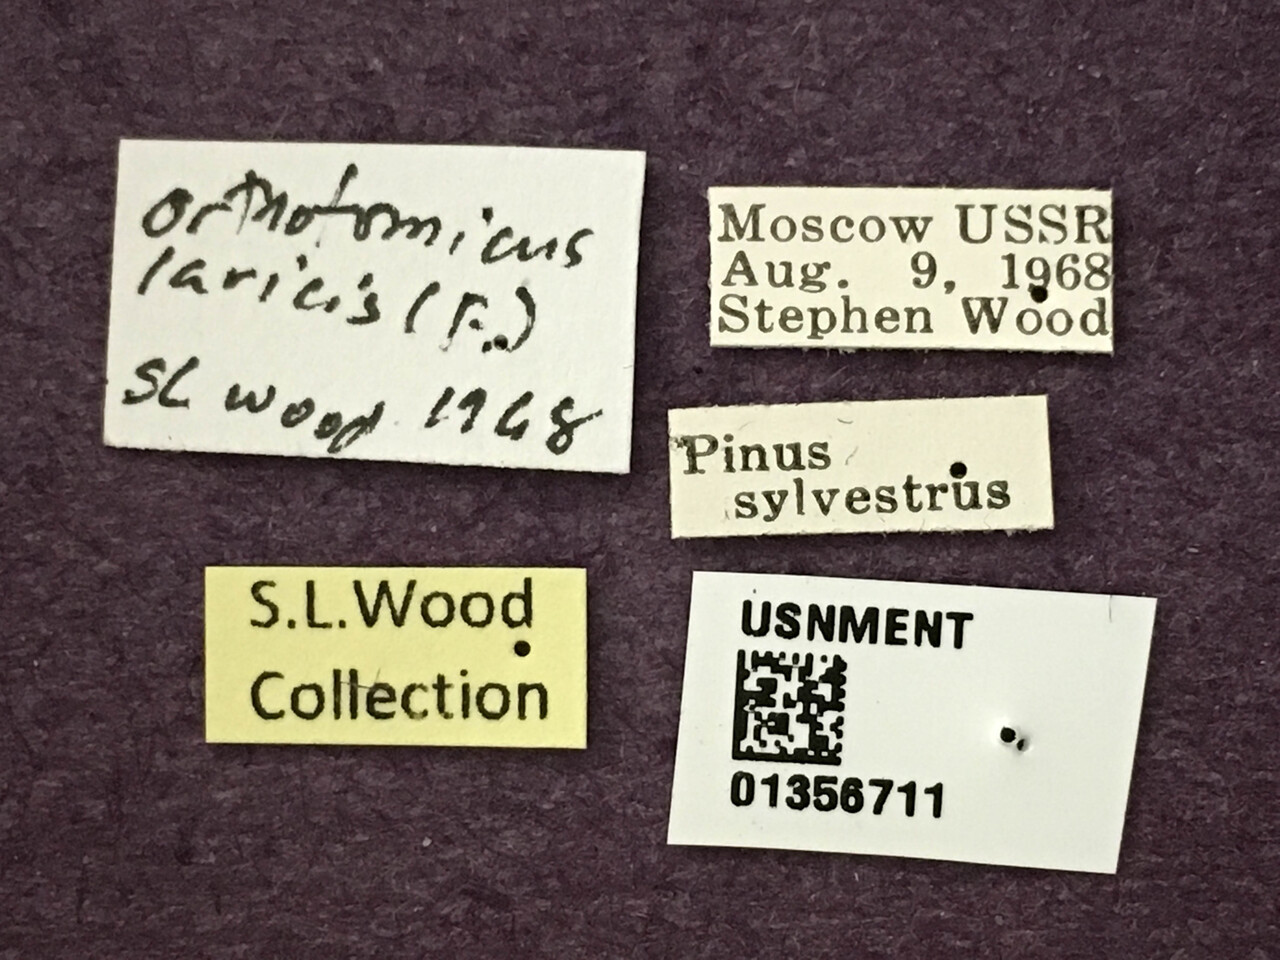 Orthotomicus
laricis (F.)
SL Wood 1968
Moscow USSR
Aug. 9, 1968
Stephen Wood
Pinus
sylvestrus
S.L.Wood
Collection
USNMENT
01356711